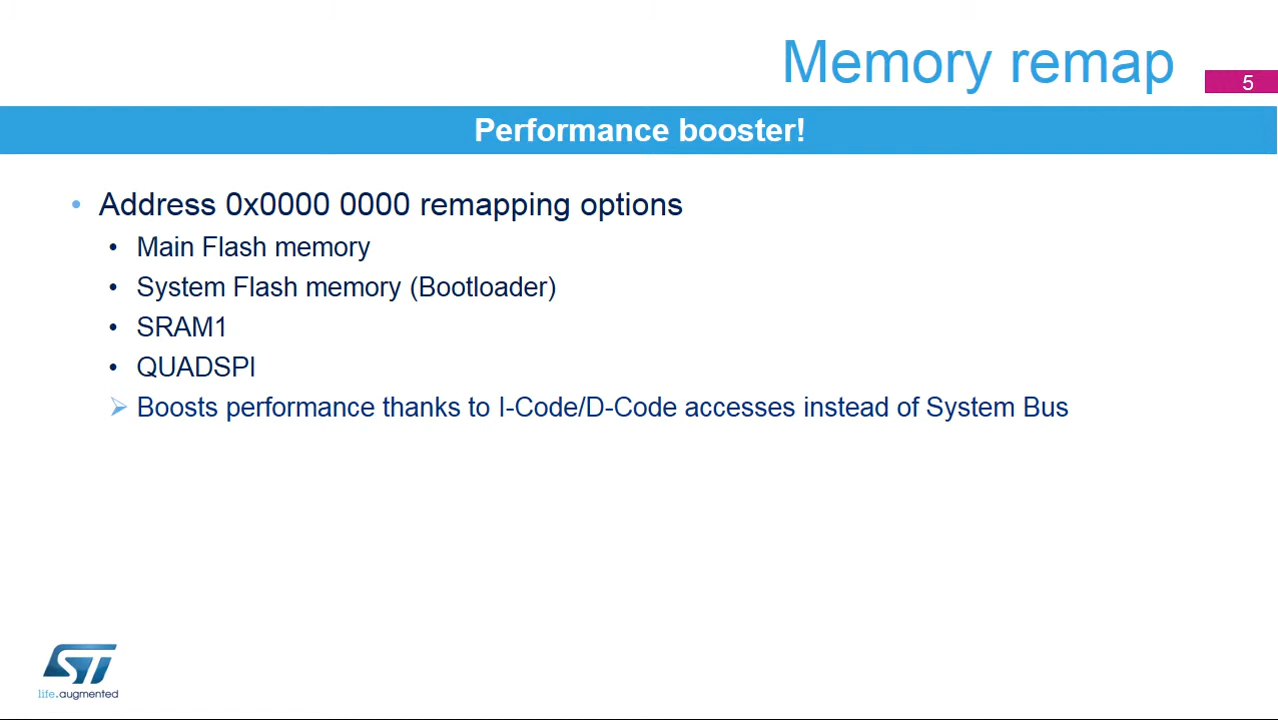 Memory remap
5
Performance booster!
• Address 0x0000 0000 remapping options
• Main Flash memory
• System Flash memory (Bootloader)
• SRAM1
• QUADSPI
➢ Boosts performance thanks to I-Code/D-Code accesses instead of System Bus
ST
life.augmented